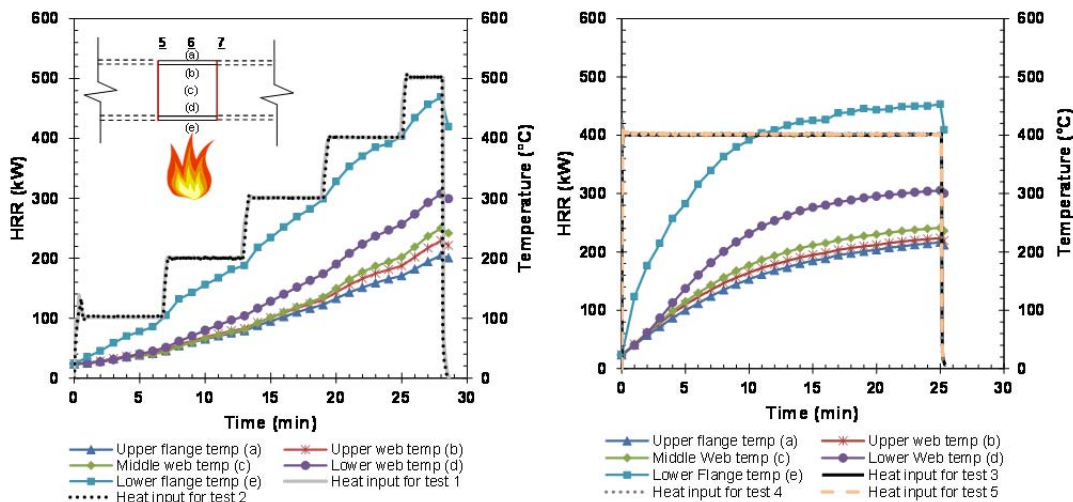 600 600
500 500
400 400
300 300
200 200
100 100
0 0
HRR (kW)
Temperature (°C)
5 6 7
(a)
(b)
(c)
(d)
(e)
0 5 10 15 20 25 30
Time (min)
Upper flange temp (a) Upper web temp (b)
Middle web temp (c) Lower web temp (d)
Lower flange temp (e) Heat input for test 1
Heat input for test 2
600 600
500 500
400 400
300 300
200 200
100 100
0 0
HRR (kW)
Temperature (°C)
0 5 10 15 20 25 30
Time (min)
Upper flange temp (a) Upper web temp (b)
Middle Web temp (c) Lower Web temp (d)
Lower Flange temp (e) Heat input for test 3
Heat input for test 4 Heat input for test 5